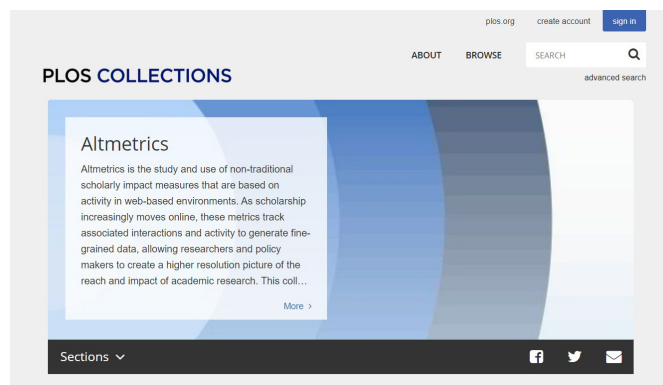 plos.org create account sign in
ABOUT BROWSE SEARCH
PLOS COLLECTIONS
advanced search
Altmetrics
Altmetrics is the study and use of non-traditional
scholarly impact measures that are based on
activity in web-based environments. As scholarship
increasingly moves online, these metrics track
associated interactions and activity to generate fine-
grained data, allowing researchers and policy
makers to create a higher resolution picture of the
reach and impact of academic research. This coll…
More >
Sections